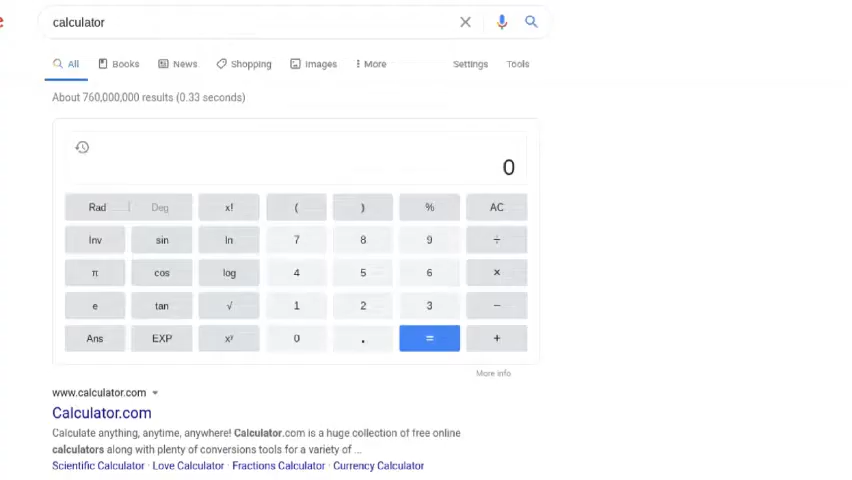 calculator
All Books News Shopping Images More Settings Tools
About 760,000,000 results (0.33 seconds)
0
Rad Deg x! ( ) % AC
Inv sin ln 7 8 9 ÷
π cos log 4 5 6 ×
e tan √ 1 2 3 −
Ans EXP xʸ 0 . = +
More info
www.calculator.com
Calculator.com
Calculate anything, anytime, anywhere! Calculator.com is a huge collection of free online
calculators along with plenty of conversions tools for a variety of ...
Scientific Calculator · Love Calculator · Fractions Calculator · Currency Calculator